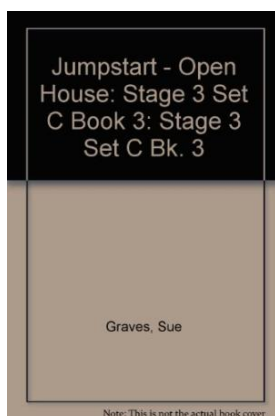 Jumpstart - Open
House: Stage 3 Set
C Book 3: Stage 3
Set C Bk. 3
Graves, Sue
Note: This is not the actual book cover